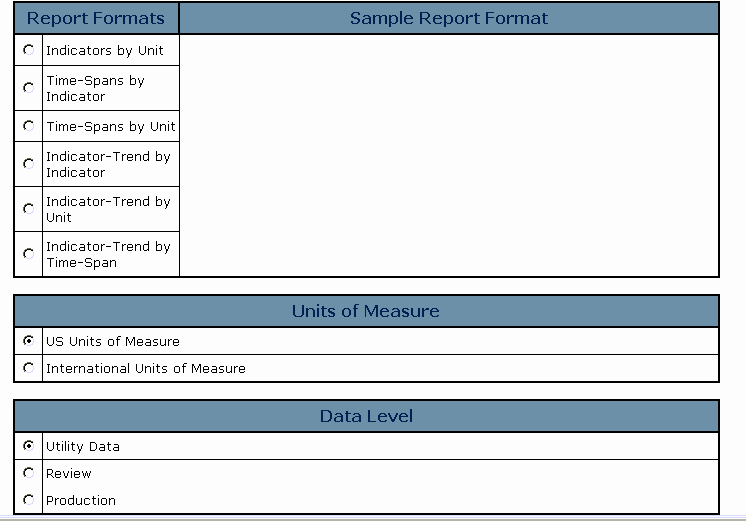 Report Formats
Sample Report Format
Indicators by Unit
Time-Spans by
Indicator
Time-Spans by Unit
Indicator-Trend by
Indicator
Indicator-Trend by
Unit
Indicator-Trend by
Time-Span
Units of Measure
US Units of Measure
International Units of Measure
Data Level
Utility Data
Review
Production